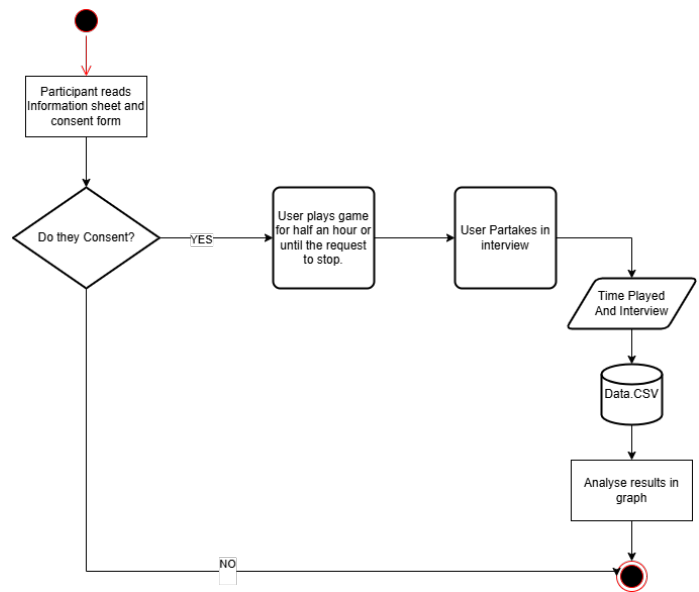 Participant reads
Information sheet and
consent form
Do they Consent?
YES
User plays game
for half an hour or
until the request
to stop.
User Partakes in
interview
Time Played
And Interview
Data.CSV
Analyse results in
graph
NO